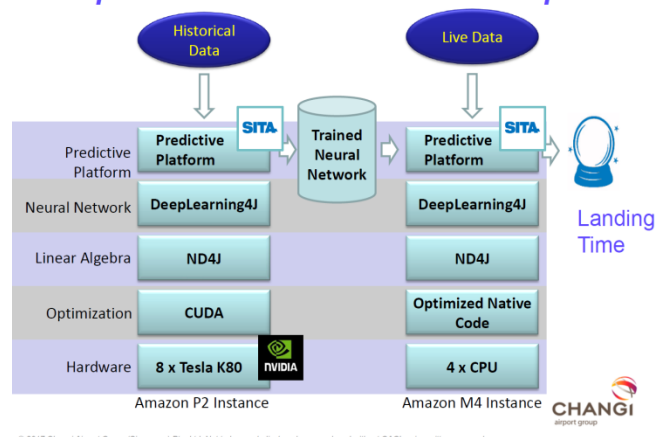 Historical
Data
Live Data
SITA
SITA
Predictive
Platform
Predictive
Platform
Trained
Neural
Network
Predictive
Platform
Landing
Time
Neural Network
DeepLearning4J
DeepLearning4J
Linear Algebra
ND4J
ND4J
Optimization
CUDA
Optimized Native
Code
Hardware
8 x Tesla K80
NVIDIA
4 x CPU
Amazon P2 Instance
Amazon M4 Instance
CHANGI
airport group